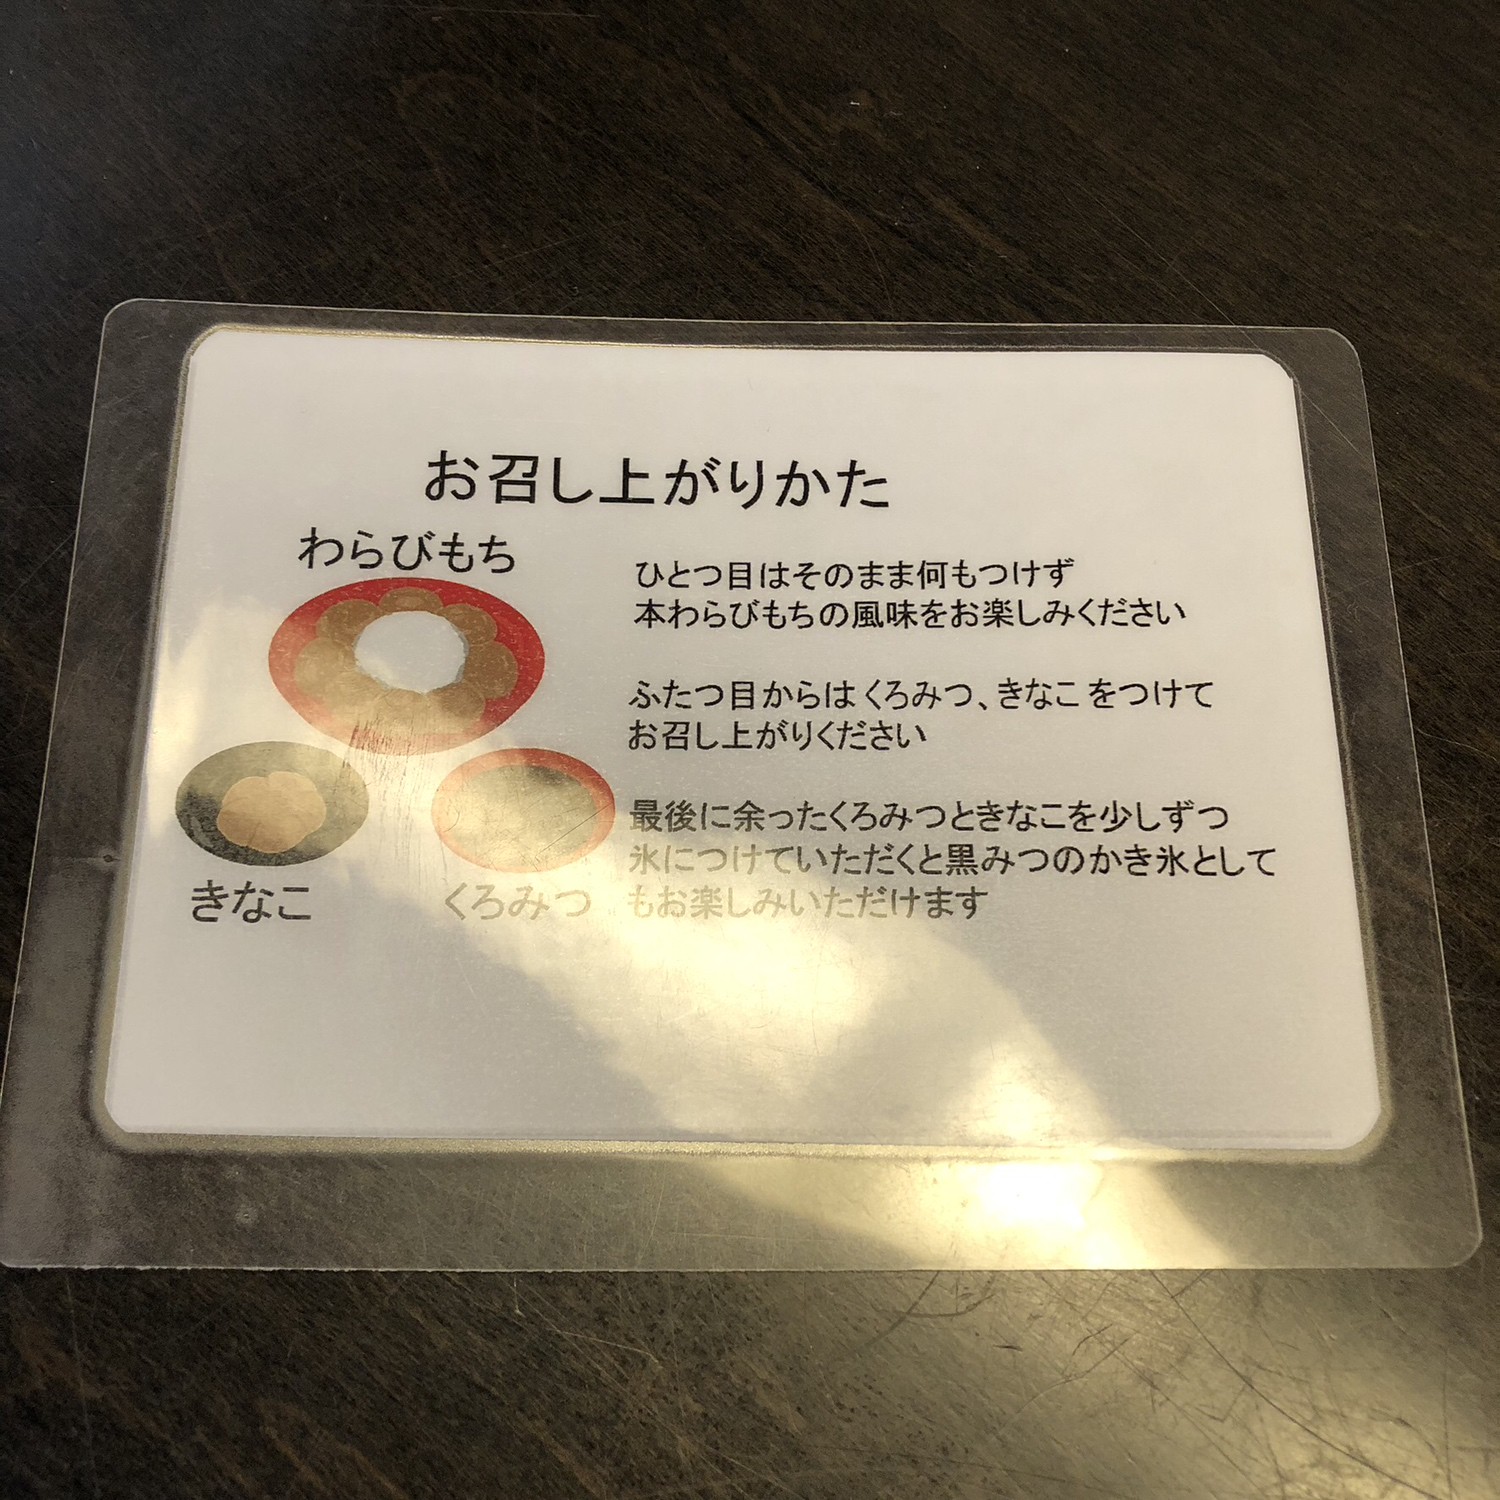 お召し上がりかた
わらびもち
きなこ
くろみつ
ひとつ目はそのまま何もつけず
本わらびもちの風味をお楽しみください
ふたつ目からはくろみつ、きなこをつけて
お召し上がりください
最後に余ったくろみつときなこを少しずつ
氷につけていただくと黒みつのかき氷として
もお楽しみいただけます